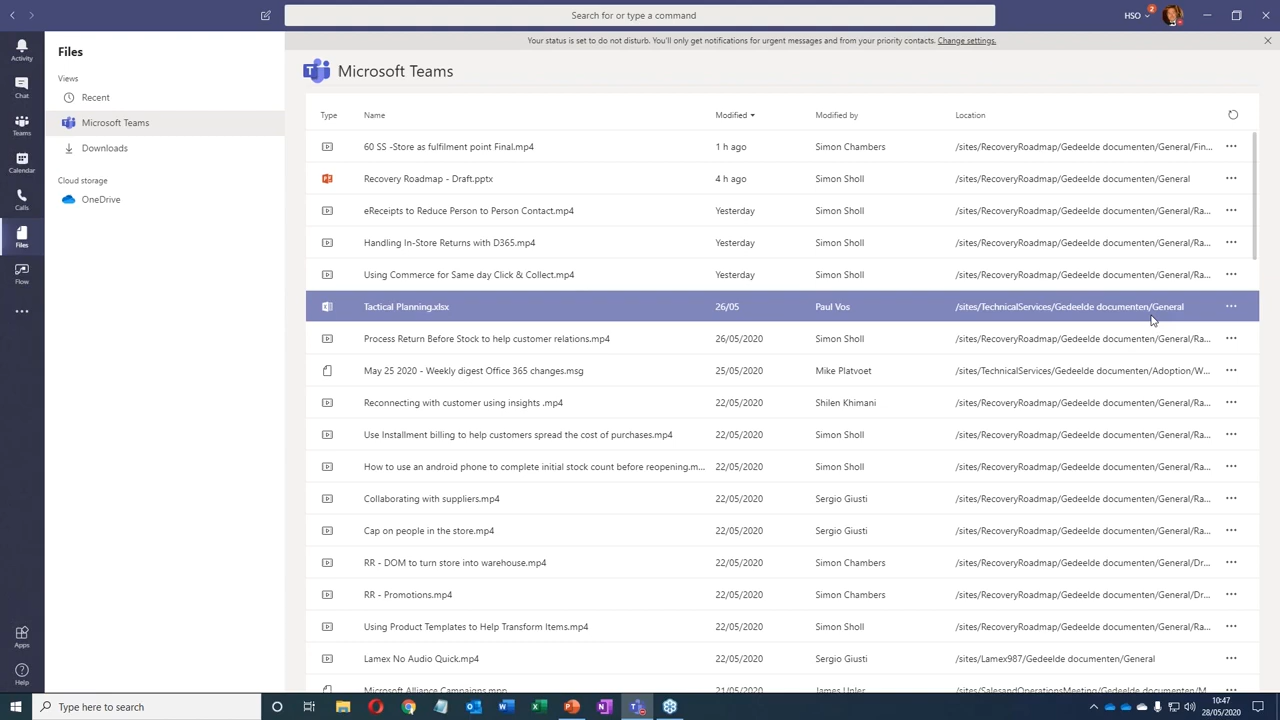 Search for or type a command
HSO
2
Your status is set to do not disturb. You'll only get notifications for urgent messages and from your priority contacts. Change settings.
Activity
Chat
Teams
Calendar
Calls
Files
Flow
Apps
Help
Files
Views
Recent
Microsoft Teams
Downloads
Cloud storage
OneDrive
Microsoft Teams
Type Name Modified Modified by Location
60 SS -Store as fulfilment point Final.mp4 1 h ago Simon Chambers /sites/RecoveryRoadmap/Gedeelde documenten/General/Fin...
Recovery Roadmap - Draft.pptx 4 h ago Simon Sholl /sites/RecoveryRoadmap/Gedeelde documenten/General
eReceipts to Reduce Person to Person Contact.mp4 Yesterday Simon Sholl /sites/RecoveryRoadmap/Gedeelde documenten/General/Ra...
Handling In-Store Returns with D365.mp4 Yesterday Simon Sholl /sites/RecoveryRoadmap/Gedeelde documenten/General/Ra...
Using Commerce for Same day Click & Collect.mp4 Yesterday Simon Sholl /sites/RecoveryRoadmap/Gedeelde documenten/General/Ra...
Tactical Planning.xlsx 26/05 Paul Vos /sites/TechnicalServices/Gedeelde documenten/General
Process Return Before Stock to help customer relations.mp4 26/05/2020 Simon Sholl /sites/RecoveryRoadmap/Gedeelde documenten/General/Ra...
May 25 2020 - Weekly digest Office 365 changes.msg 25/05/2020 Mike Platvoet /sites/TechnicalServices/Gedeelde documenten/Adoption/W...
Reconnecting with customer using insights .mp4 22/05/2020 Shilen Khimani /sites/RecoveryRoadmap/Gedeelde documenten/General/Ra...
Use Installment billing to help customers spread the cost of purchases.mp4 22/05/2020 Simon Sholl /sites/RecoveryRoadmap/Gedeelde documenten/General/Ra...
How to use an android phone to complete initial stock count before reopening.m... 22/05/2020 Simon Sholl /sites/RecoveryRoadmap/Gedeelde documenten/General/Ra...
Collaborating with suppliers.mp4 22/05/2020 Sergio Giusti /sites/RecoveryRoadmap/Gedeelde documenten/General/Ra...
Cap on people in the store.mp4 22/05/2020 Sergio Giusti /sites/RecoveryRoadmap/Gedeelde documenten/General/Ra...
RR - DOM to turn store into warehouse.mp4 22/05/2020 Simon Chambers /sites/RecoveryRoadmap/Gedeelde documenten/General/Dr...
RR - Promotions.mp4 22/05/2020 Simon Chambers /sites/RecoveryRoadmap/Gedeelde documenten/General/Dr...
Using Product Templates to Help Transform Items.mp4 22/05/2020 Simon Sholl /sites/RecoveryRoadmap/Gedeelde documenten/General/Ra...
Lamex No Audio Quick.mp4 22/05/2020 Sergio Giusti /sites/Lamex987/Gedeelde documenten/General
Microsoft Alliance Campaigns.mpp 21/05/2020 James Unler /sites/SalesandOperationsMeeting/Gedeelde documenten/M...
Type here to search
10:47
28/05/2020